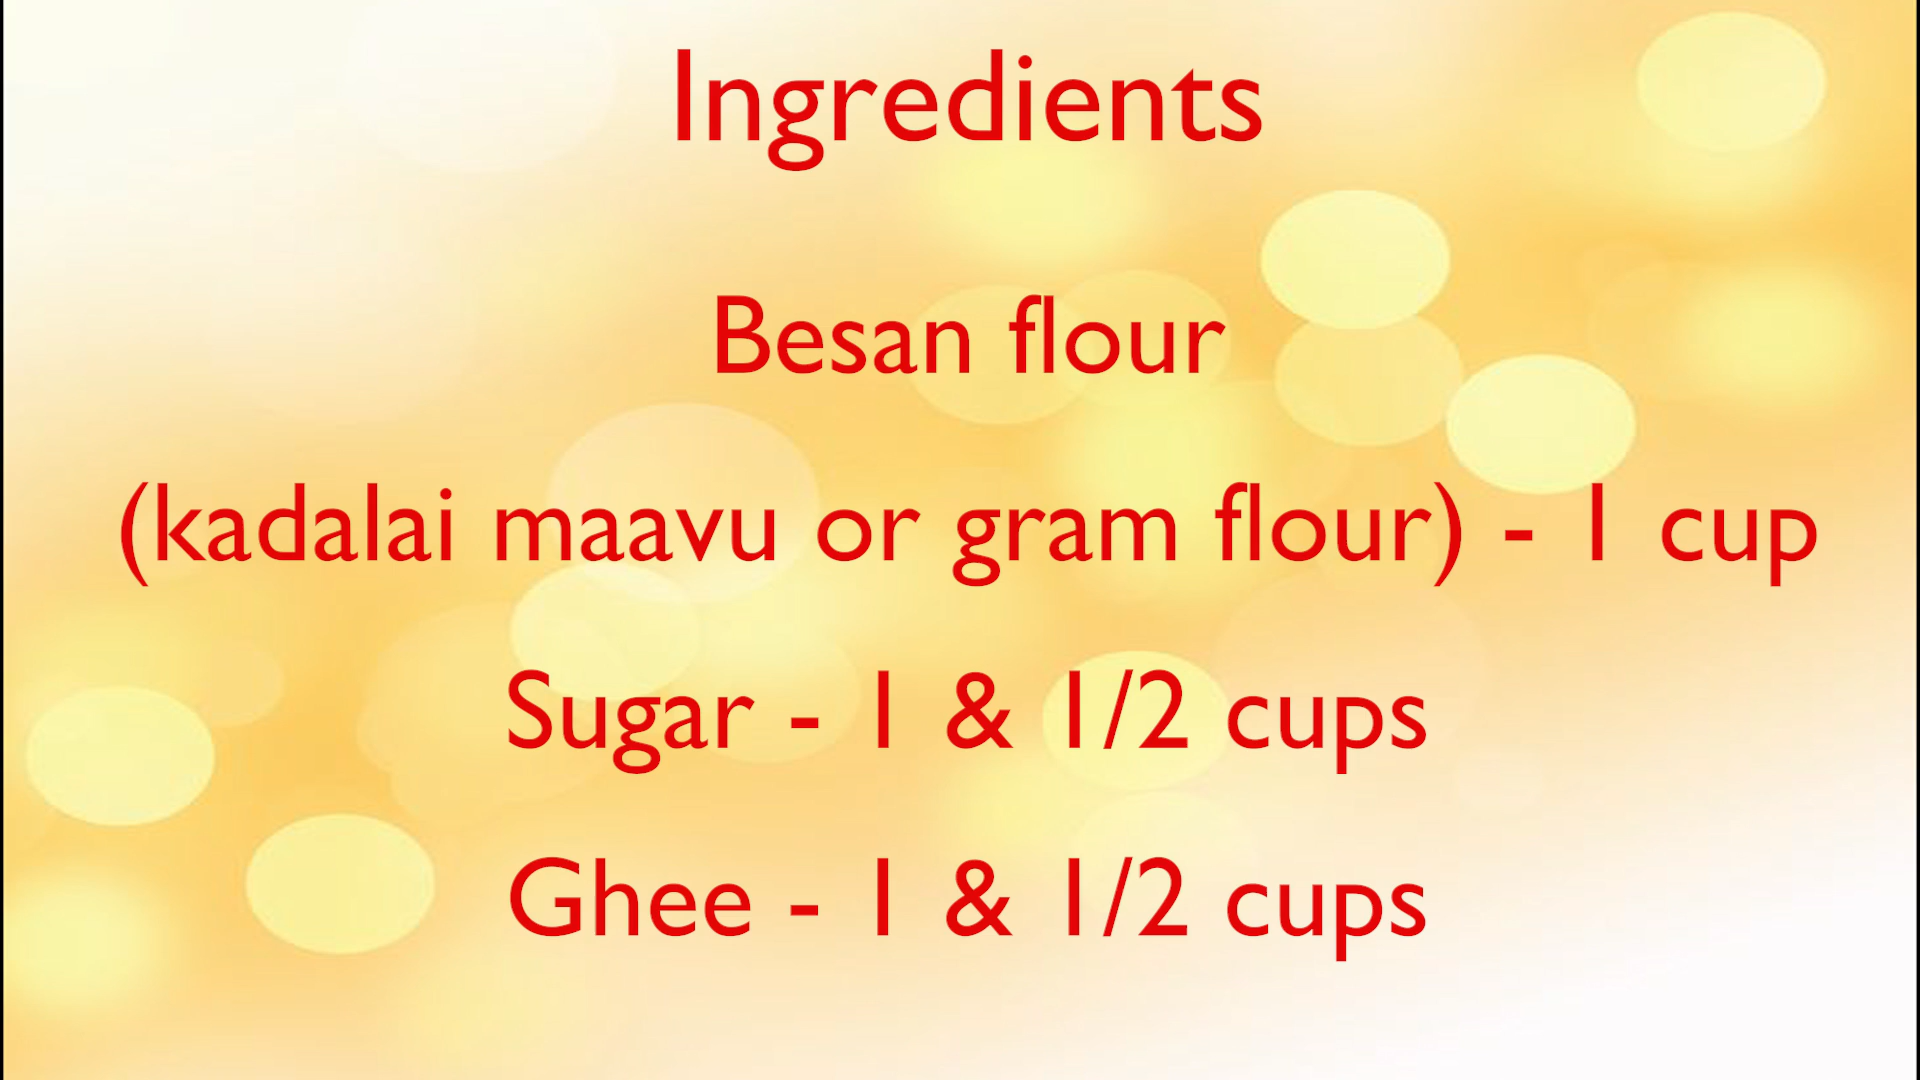 Ingredients
Besan flour
(kadalai maavu or gram flour) - 1 cup
Sugar - 1 & 1/2 cups
Ghee - 1 & 1/2 cups